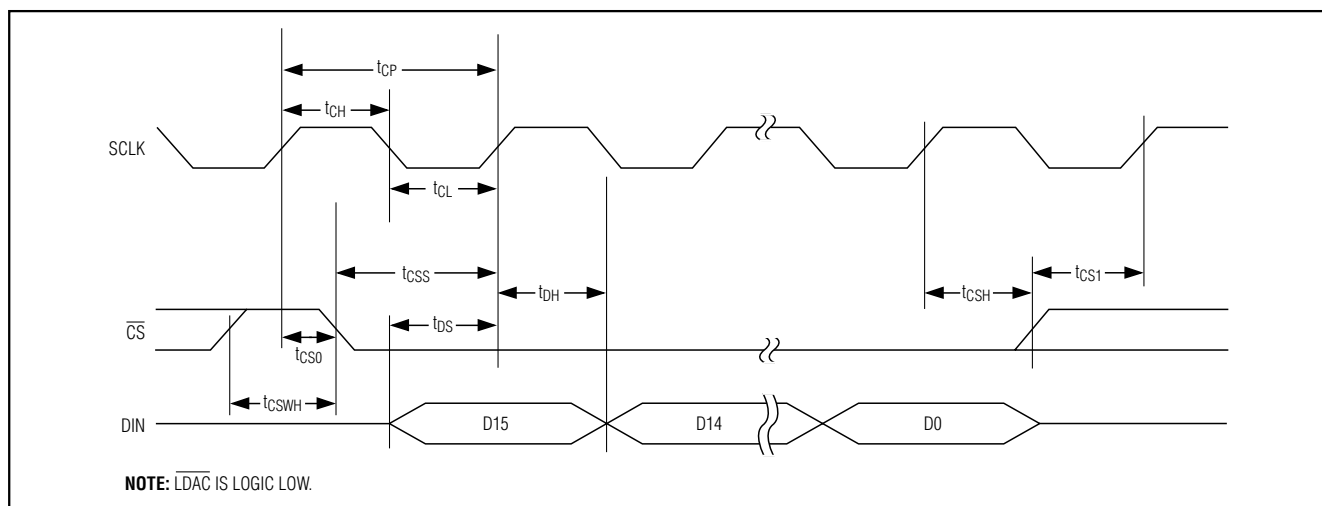 tCP
tCH
SCLK
tCL
tCSS
tDH
tCSH
tCS1
CS
tDS
tCS0
tCSWH
DIN
D15
D14
D0
NOTE: LDAC IS LOGIC LOW.